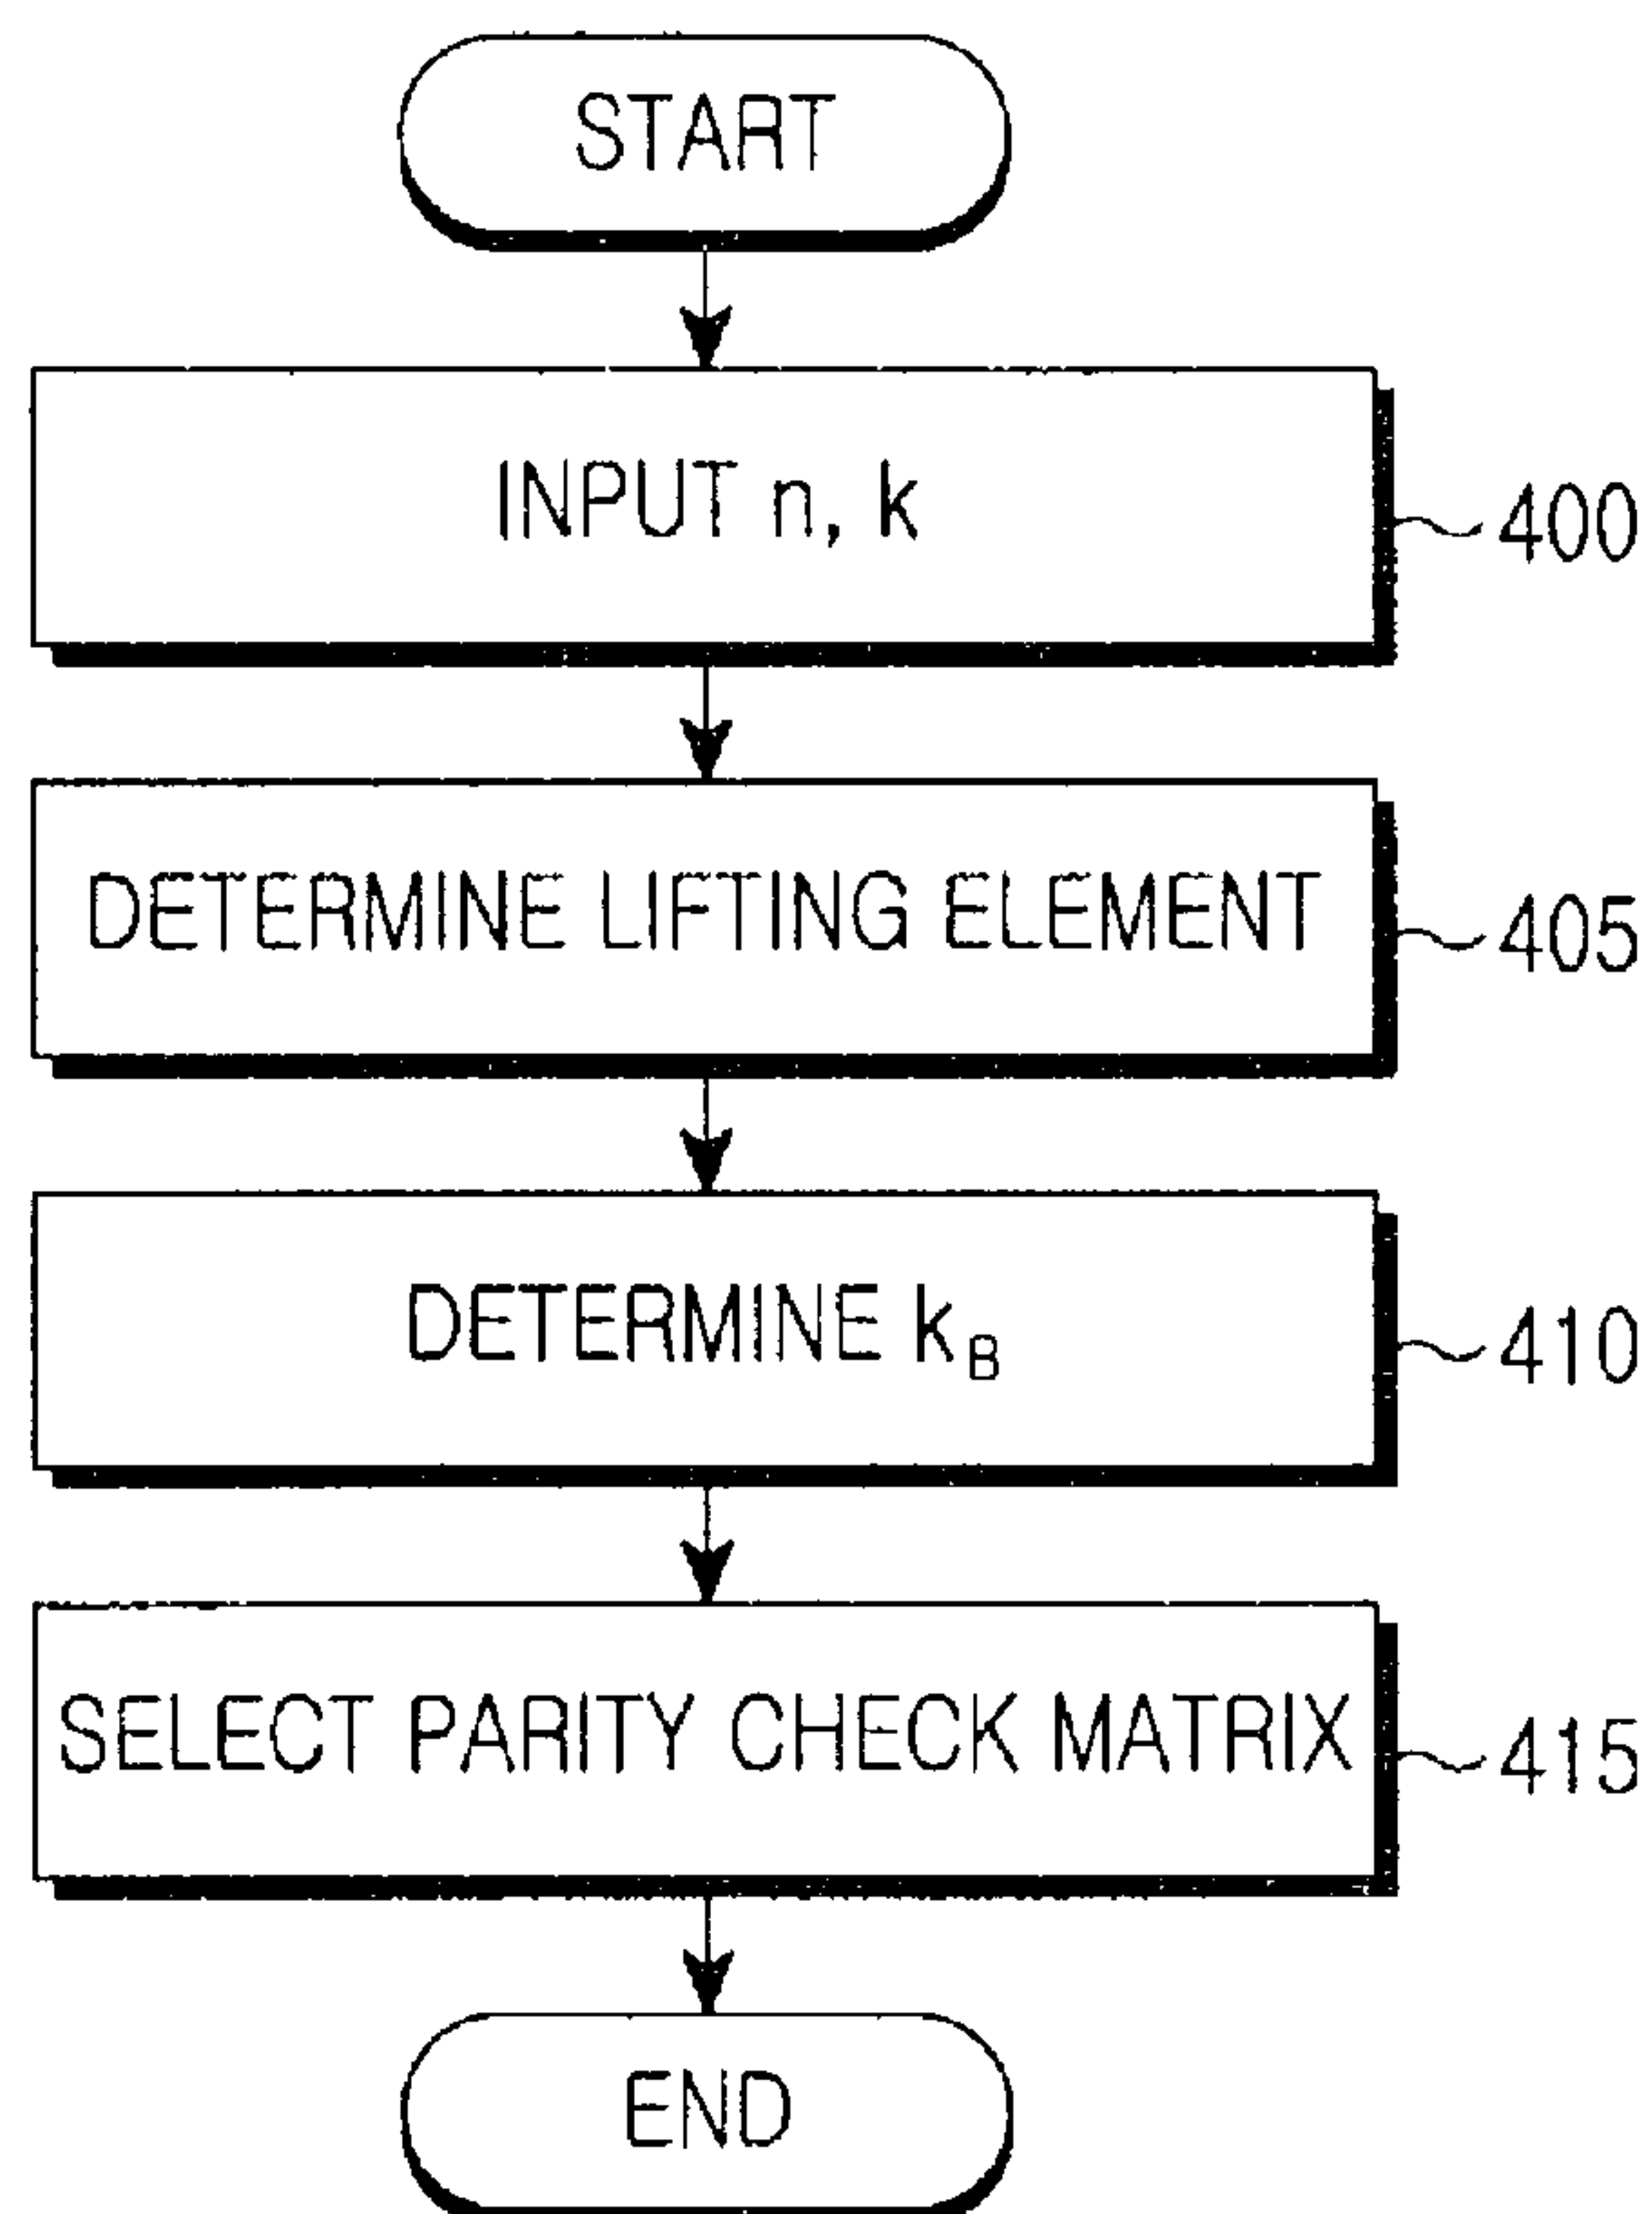 START
INPUT n, k
400
DETERMINE LIFTING ELEMENT
405
DETERMINE k_B
410
SELECT PARITY CHECK MATRIX
415
END